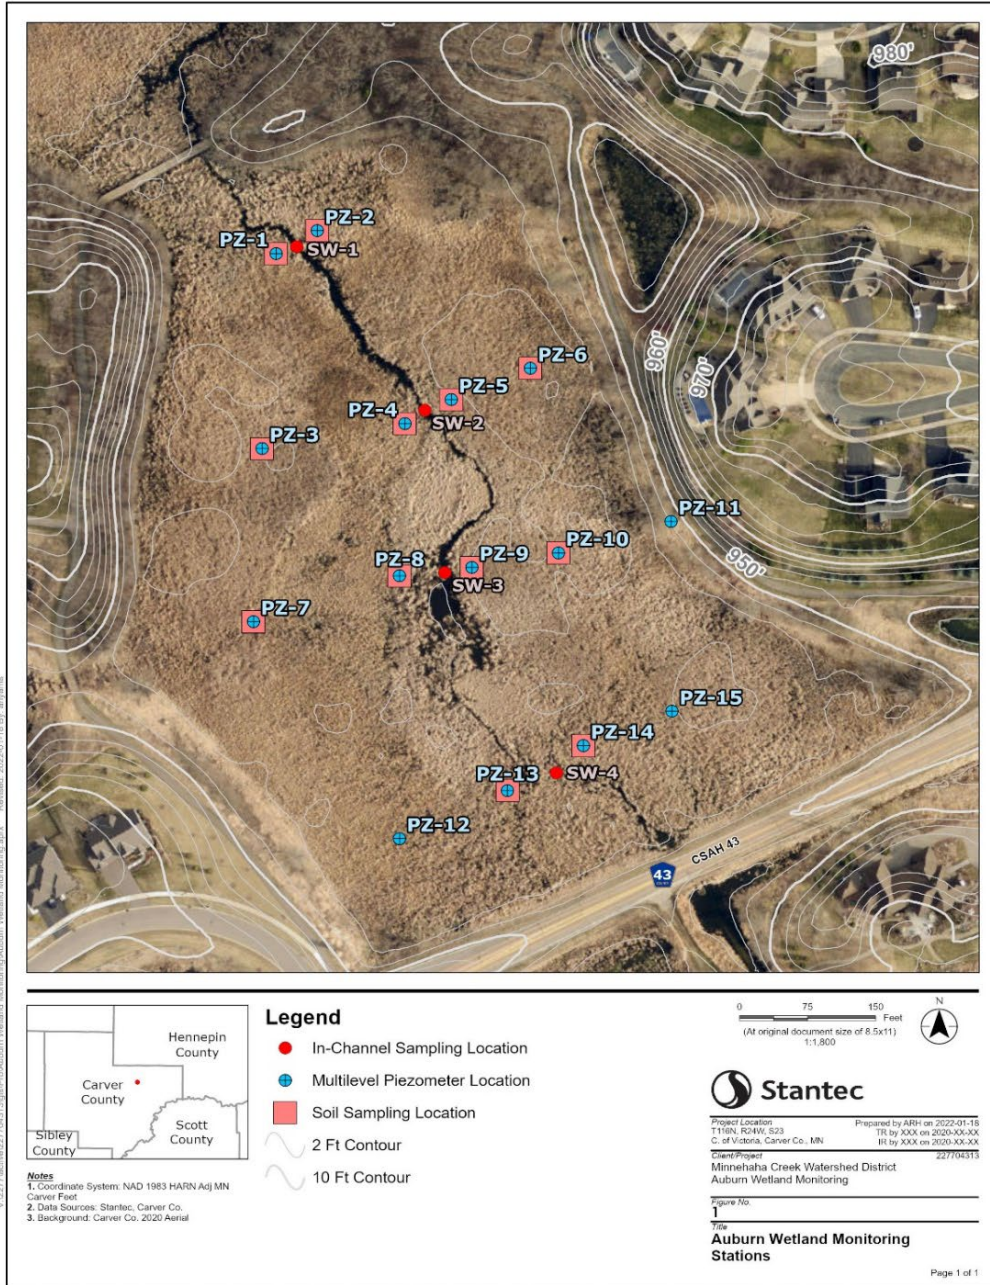 980'
PZ-2
PZ-1
SW-1
PZ-6
960'
970'
PZ-5
PZ-4
SW-2
PZ-3
PZ-11
PZ-10
PZ-9
PZ-8
SW-3
950'
PZ-7
PZ-15
PZ-14
PZ-13
SW-4
PZ-12
CSAH 43
43
Hennepin
County
Carver
County
Scott
County
Sibley
County
Notes
1. Coordinate System: NAD 1983 HARN Adj MN
Carver Feet
2. Data Sources: Stantec, Carver Co.
3. Background: Carver Co. 2020 Aerial
Legend
In-Channel Sampling Location
Multilevel Piezometer Location
Soil Sampling Location
2 Ft Contour
10 Ft Contour
0 75 150
Feet
(At original document size of 8.5x11)
1:1,800
N
Stantec
Project Location
T116N, R24W, S23
C. of Victoria, Carver Co., MN
Prepared by ARH on 2022-01-18
TR by XXX on 2020-XX-XX
IR by XXX on 2020-XX-XX
Client/Project 227704313
Minnehaha Creek Watershed District
Auburn Wetland Monitoring
Figure No.
1
Title
Auburn Wetland Monitoring
Stations
Page 1 of 1